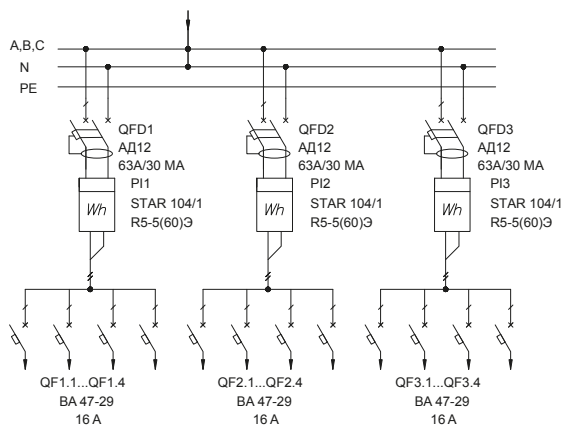 A,B,C
N
PE
QFD1
АД12
63А/30 МА
PI1
STAR 104/1
R5-5(60)Э
Wh
QFD2
АД12
63А/30 МА
PI2
STAR 104/1
R5-5(60)Э
Wh
QFD3
АД12
63А/30 МА
PI3
STAR 104/1
R5-5(60)Э
Wh
QF1.1...QF1.4
ВА 47-29
16 А
QF2.1...QF2.4
ВА 47-29
16 А
QF3.1...QF3.4
ВА 47-29
16 А